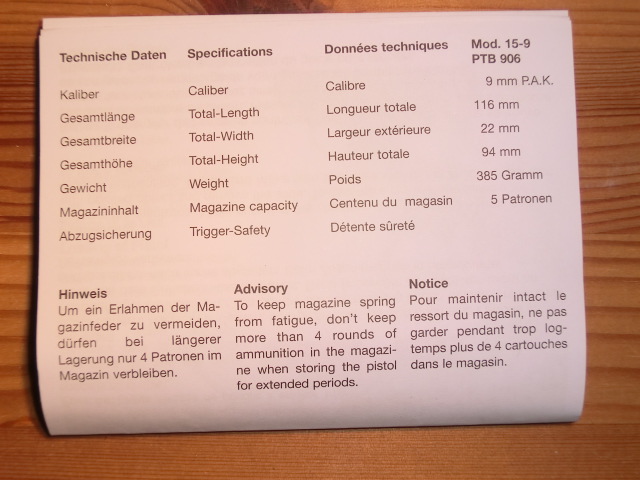 Technische Daten Specifications Données techniques Mod. 15-9
PTB 906
Kaliber Caliber Calibre 9 mm P.A.K.
Gesamtlänge Total-Length Longueur totale 116 mm
Gesamtbreite Total-Width Largeur extérieure 22 mm
Gesamthöhe Total-Height Hauteur totale 94 mm
Gewicht Weight Poids 385 Gramm
Magazininhalt Magazine capacity Centenu du magasin 5 Patronen
Abzugsicherung Trigger-Safety Détente sûreté
Hinweis
Um ein Erlahmen der Ma-
gazinfeder zu vermeiden,
dürfen bei längerer
Lagerung nur 4 Patronen im
Magazin verbleiben.
Advisory
To keep magazine spring
from fatigue, don't keep
more than 4 rounds of
ammunition in the magazi-
ne when storing the pistol
for extended periods.
Notice
Pour maintenir intact le
ressort du magasin, ne pas
garder pendant trop log-
temps plus de 4 cartouches
dans le magasin.